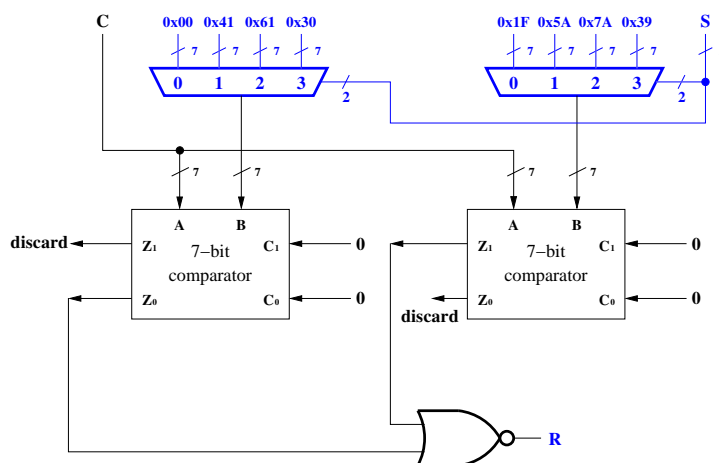 C 0x00 0x41 0x61 0x30 0x1F 0x5A 0x7A 0x39 S
7 7 7 7 7 7 7 7
0 1 2 3 0 1 2 3
2 2
7 7 7 7
A B A B
discard Z1 7−bit C1 0 Z1 7−bit C1 0
comparator comparator
Z0 C0 0 Z0 C0 0
discard
R